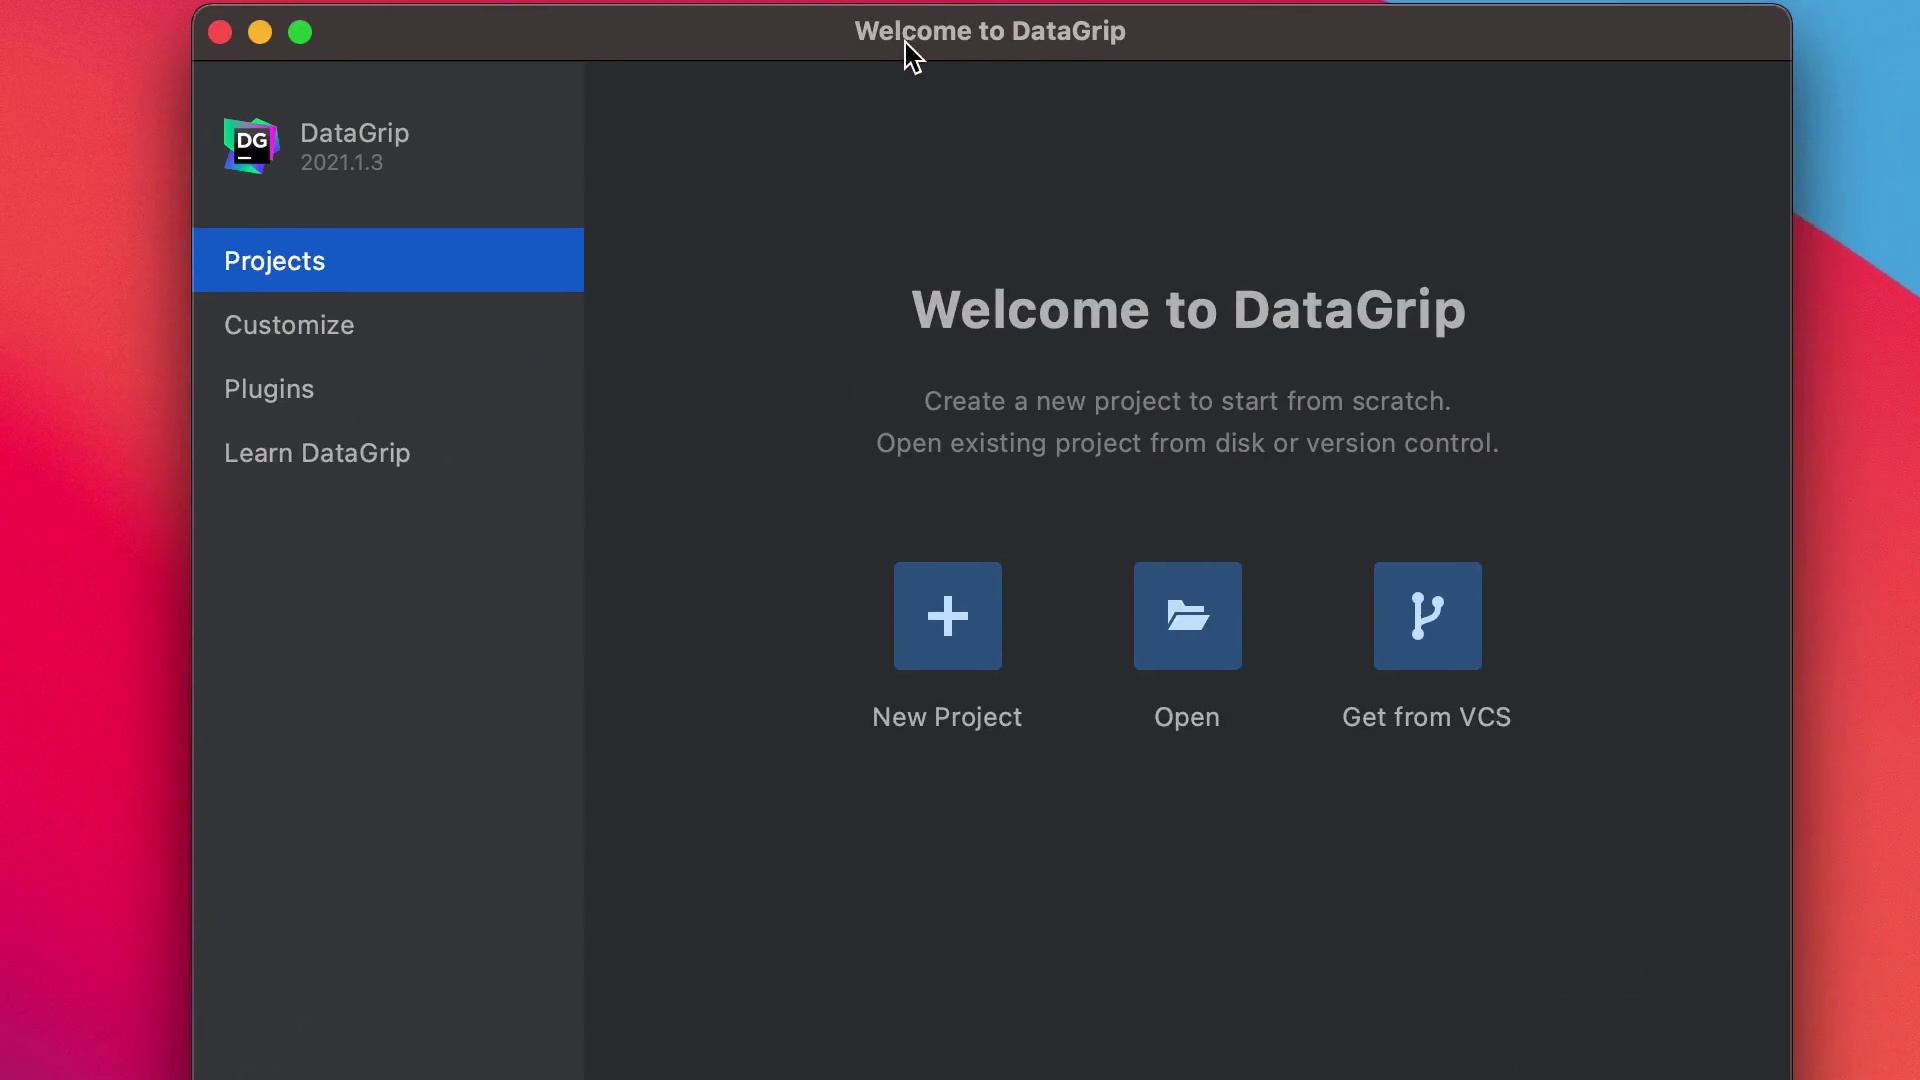 Welcome to DataGrip
DG
DataGrip
2021.1.3
Projects
Customize
Plugins
Learn DataGrip
Welcome to DataGrip
Create a new project to start from scratch.
Open existing project from disk or version control.
New Project
Open
Get from VCS